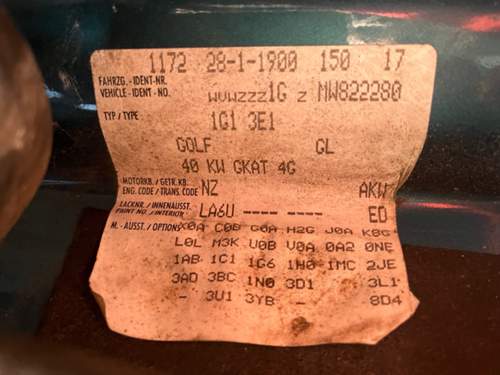 1172 28-1-1900 150 17
FAHRZG.-IDENT-NR.
VEHICLE-IDENT-NO. WVWZZZ1G Z MW822280
TYP / TYPE 1G1 3E1
GOLF GL
40 KW GKAT 4G
MOTORKB. / GETR.KB.
ENG. CODE / TRANS. CODE NZ AKW
LACKNR. / INNENAUSST.
PAINT NO. / INTERIOR LA6U ---- ---- ED
M.-AUSST. / OPTIONS X0A C0B G0A H2G J0A K8G
L0L M3K U0B V0A 0A2 0NE
1AB 1C1 1G6 1H0 1MC 2JE
3AD 3BC 1N0 3D1 3L1
- 3U1 3YB - 8D4